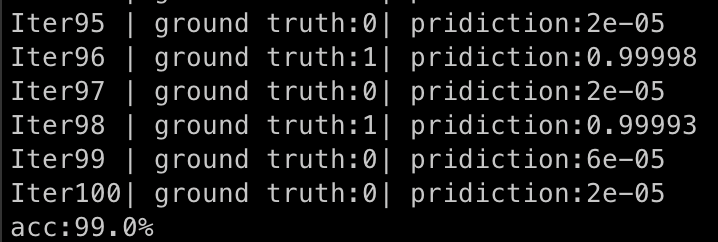 Iter95 | ground truth:0| pridiction:2e-05
Iter96 | ground truth:1| pridiction:0.99998
Iter97 | ground truth:0| pridiction:2e-05
Iter98 | ground truth:1| pridiction:0.99993
Iter99 | ground truth:0| pridiction:6e-05
Iter100| ground truth:0| pridiction:2e-05
acc:99.0%